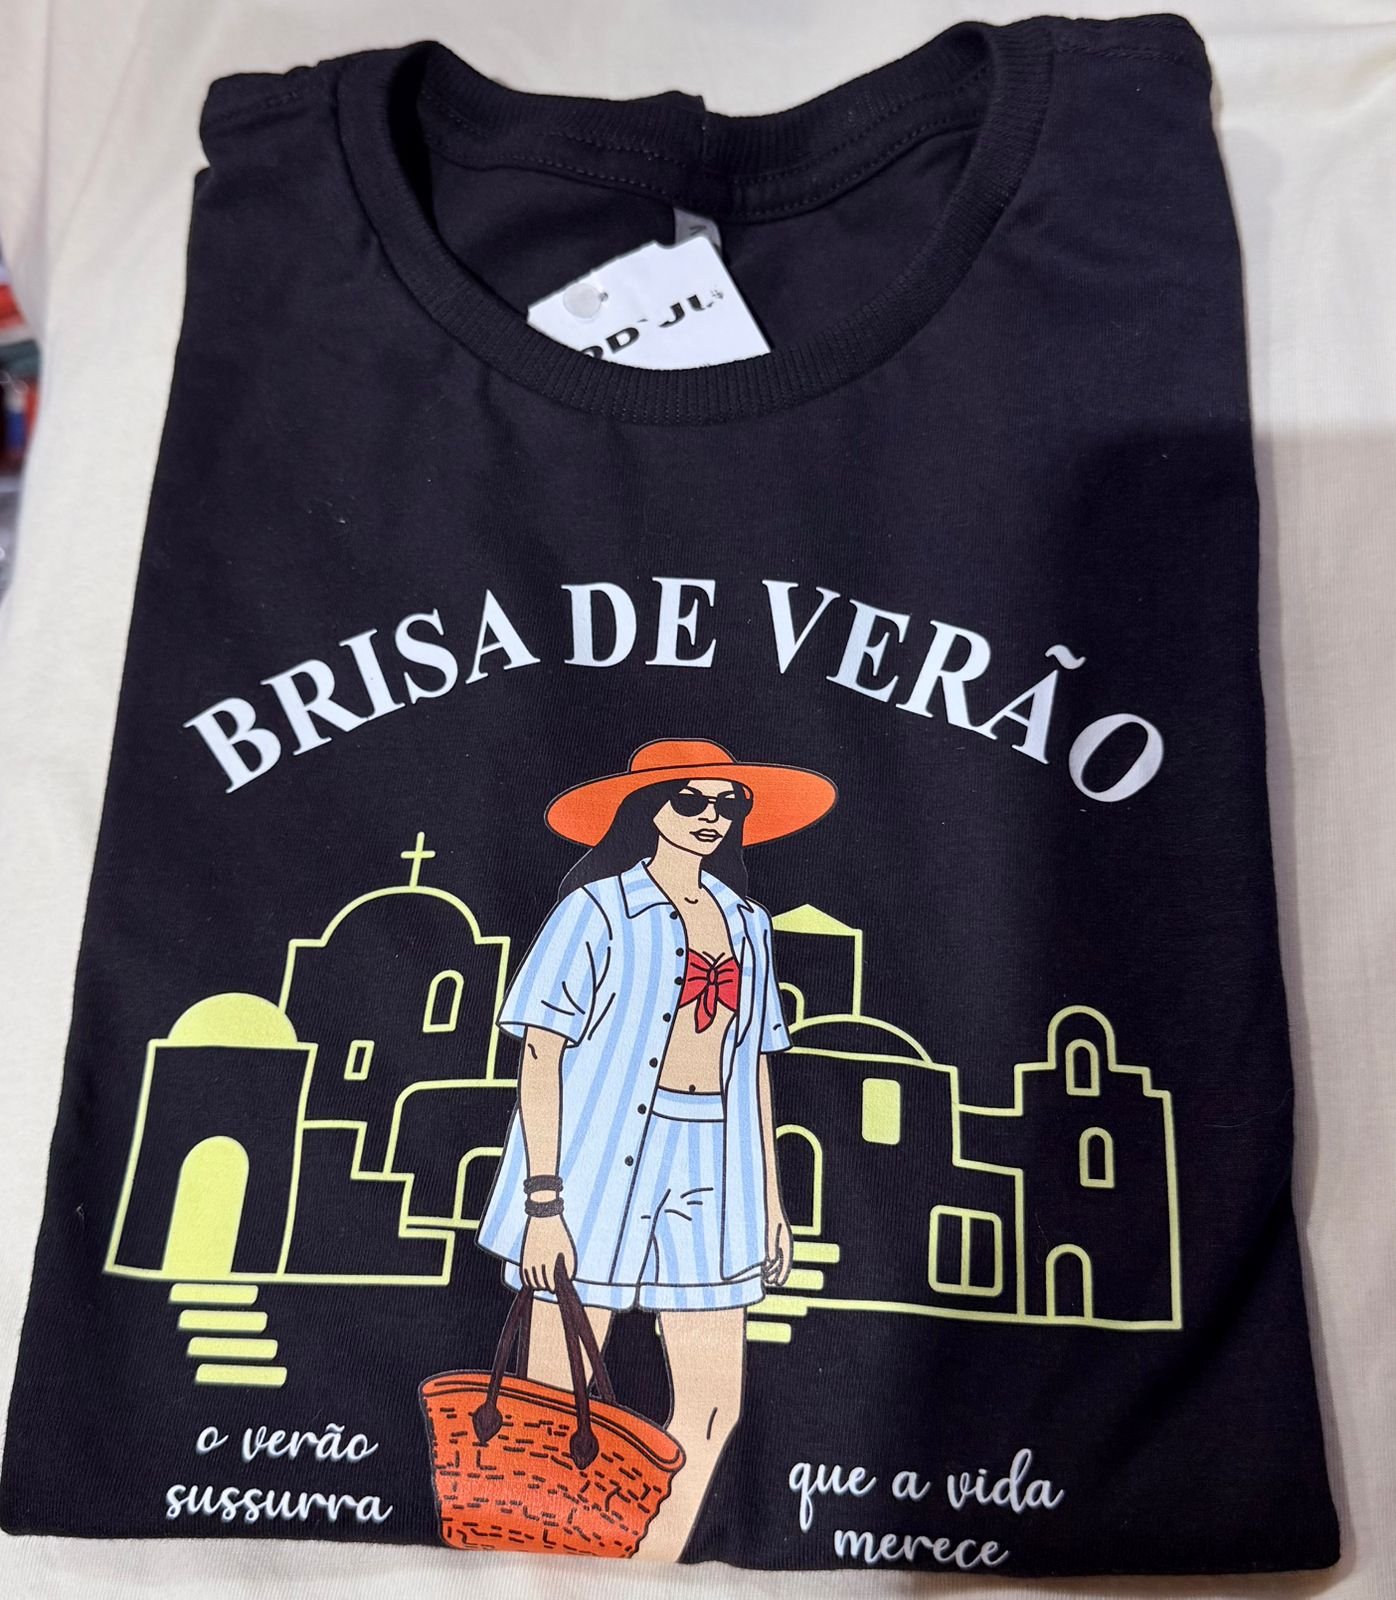 BRISA DE VERÃO
o verão
sussurra
que a vida
merece